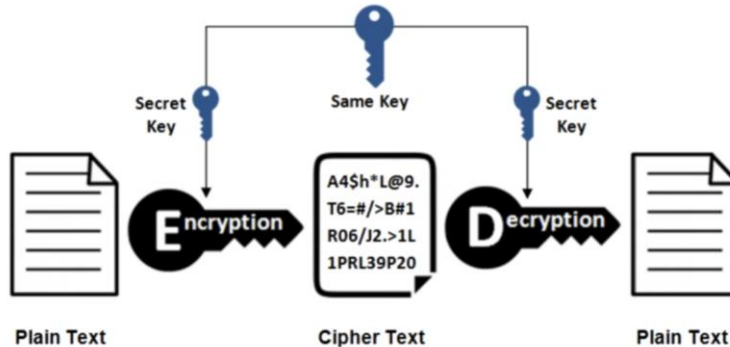 Secret
Key
Same Key
Secret
Key
Encryption
A4$h*L@9.
T6=#/>B#1
R06/J2.>1L
1PRL39P20
Decryption
Plain Text
Cipher Text
Plain Text